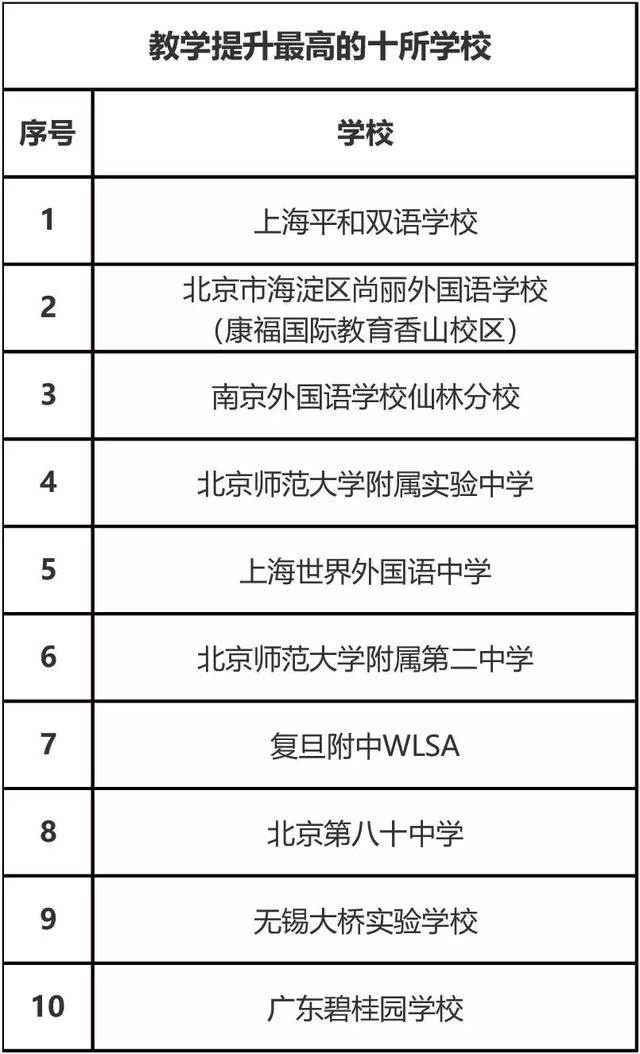 教学提升最高的十所学校
序号 学校
1 上海平和双语学校
2 北京市海淀区尚丽外国语学校
（康福国际教育香山校区）
3 南京外国语学校仙林分校
4 北京师范大学附属实验中学
5 上海世界外国语中学
6 北京师范大学附属第二中学
7 复旦附中WLSA
8 北京第八十中学
9 无锡大桥实验学校
10 广东碧桂园学校